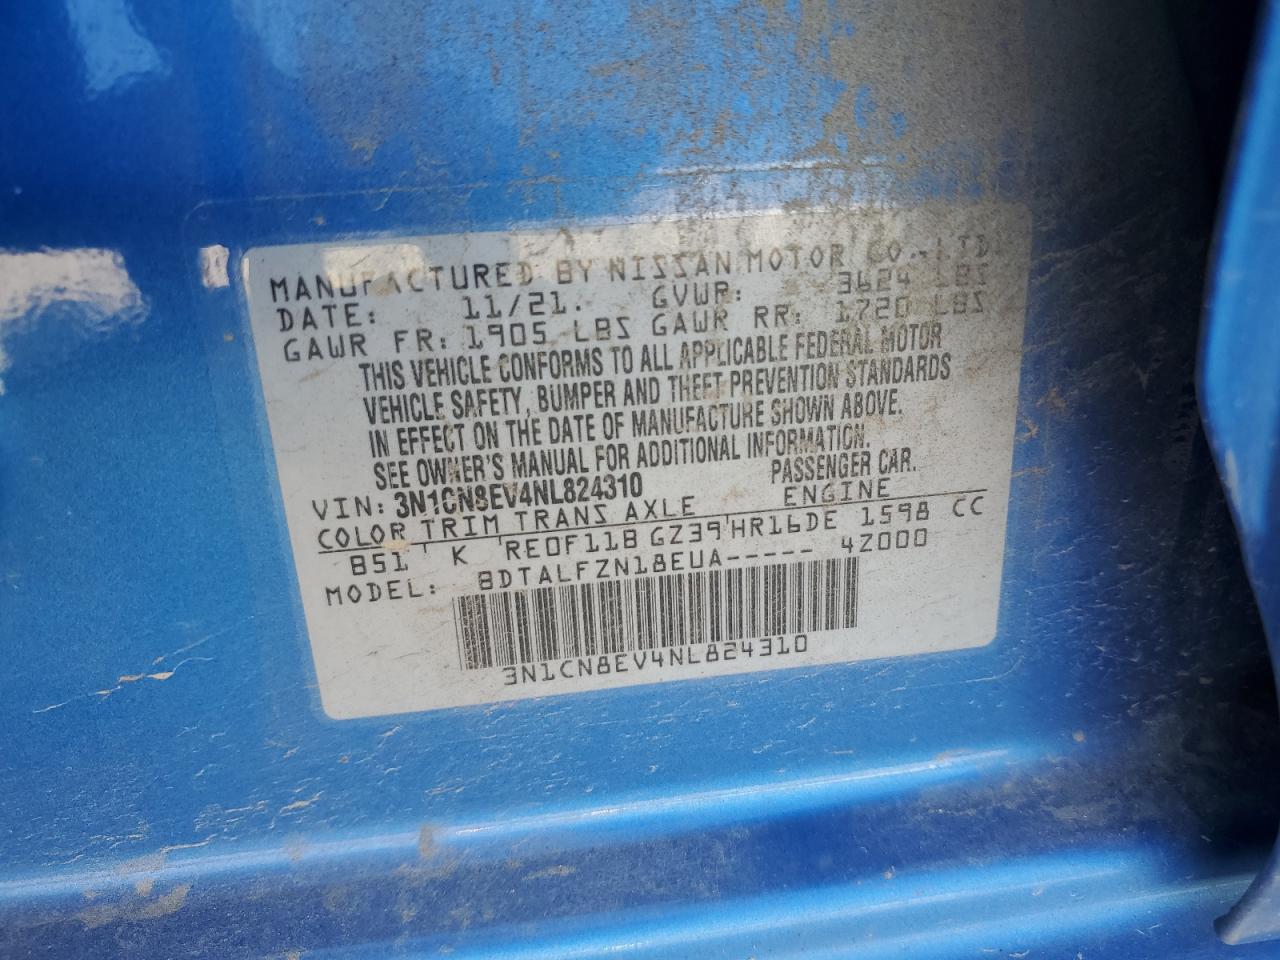 MANUFACTURED BY NISSAN MOTOR CO.,LTD
DATE: 11/21. GVWR: 3624 LBS
GAWR FR: 1905 LBS GAWR RR: 1720 LBS
THIS VEHICLE CONFORMS TO ALL APPLICABLE FEDERAL MOTOR
VEHICLE SAFETY, BUMPER AND THEFT PREVENTION STANDARDS
IN EFFECT ON THE DATE OF MANUFACTURE SHOWN ABOVE.
SEE OWNER'S MANUAL FOR ADDITIONAL INFORMATION.
VIN: 3N1CN8EV4NL824310 PASSENGER CAR.
COLOR TRIM TRANS AXLE ENGINE
B51 K RE0F11B GZ39 HR16DE 1598 CC
MODEL: BDTALFZN18EUA----- 42000
3N1CN8EV4NL824310